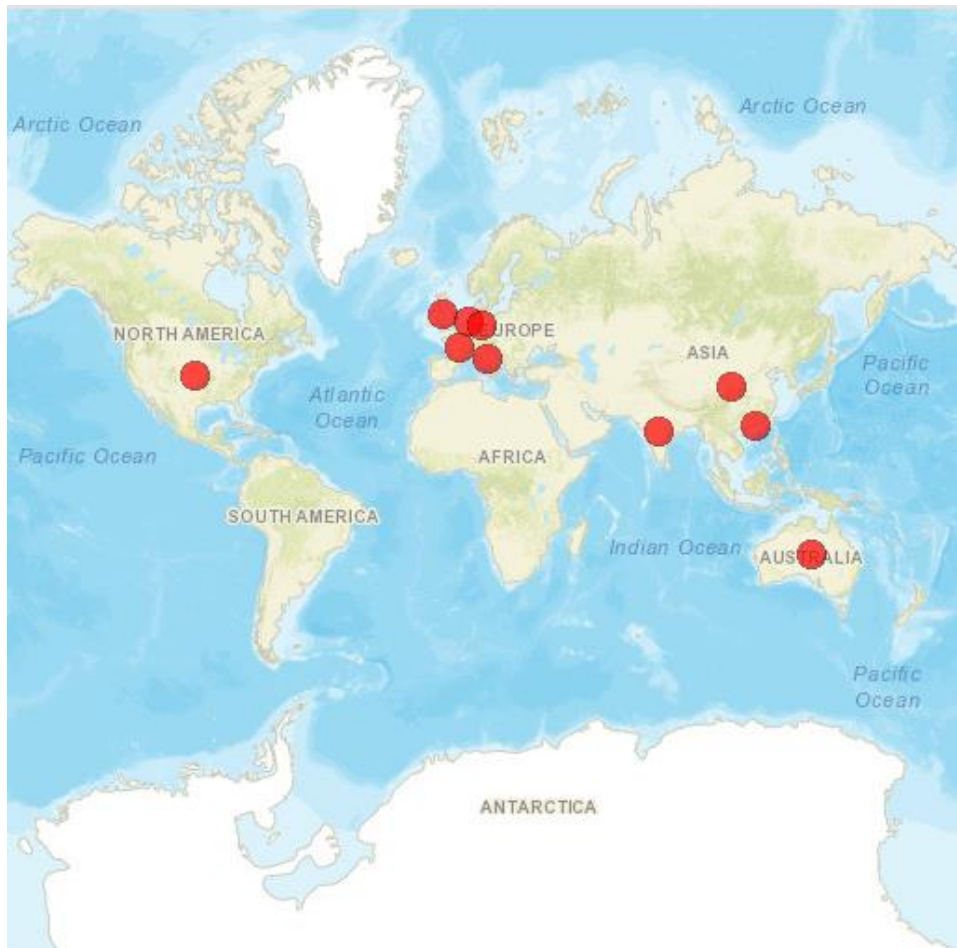 Arctic Ocean
Arctic Ocean
NORTH AMERICA
EUROPE
ASIA
Pacific
Ocean
Atlantic
Ocean
Pacific Ocean
AFRICA
SOUTH AMERICA
Indian Ocean
AUSTRALIA
Pacific
Ocean
ANTARCTICA